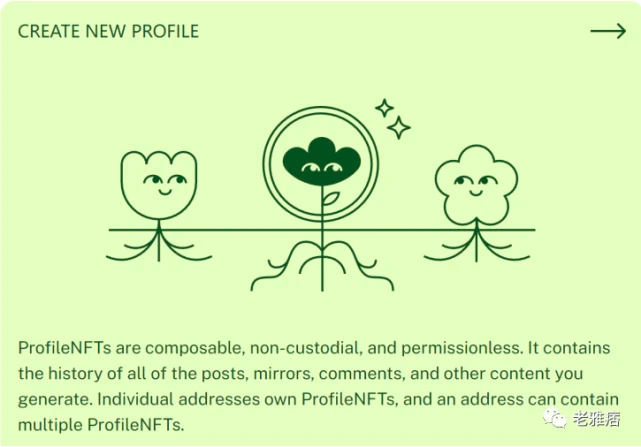 CREATE NEW PROFILE
ProfileNFTs are composable, non-custodial, and permissionless. It contains
the history of all of the posts, mirrors, comments, and other content you
generate. Individual addresses own ProfileNFTs, and an address can contain
multiple ProfileNFTs.
老雅痞